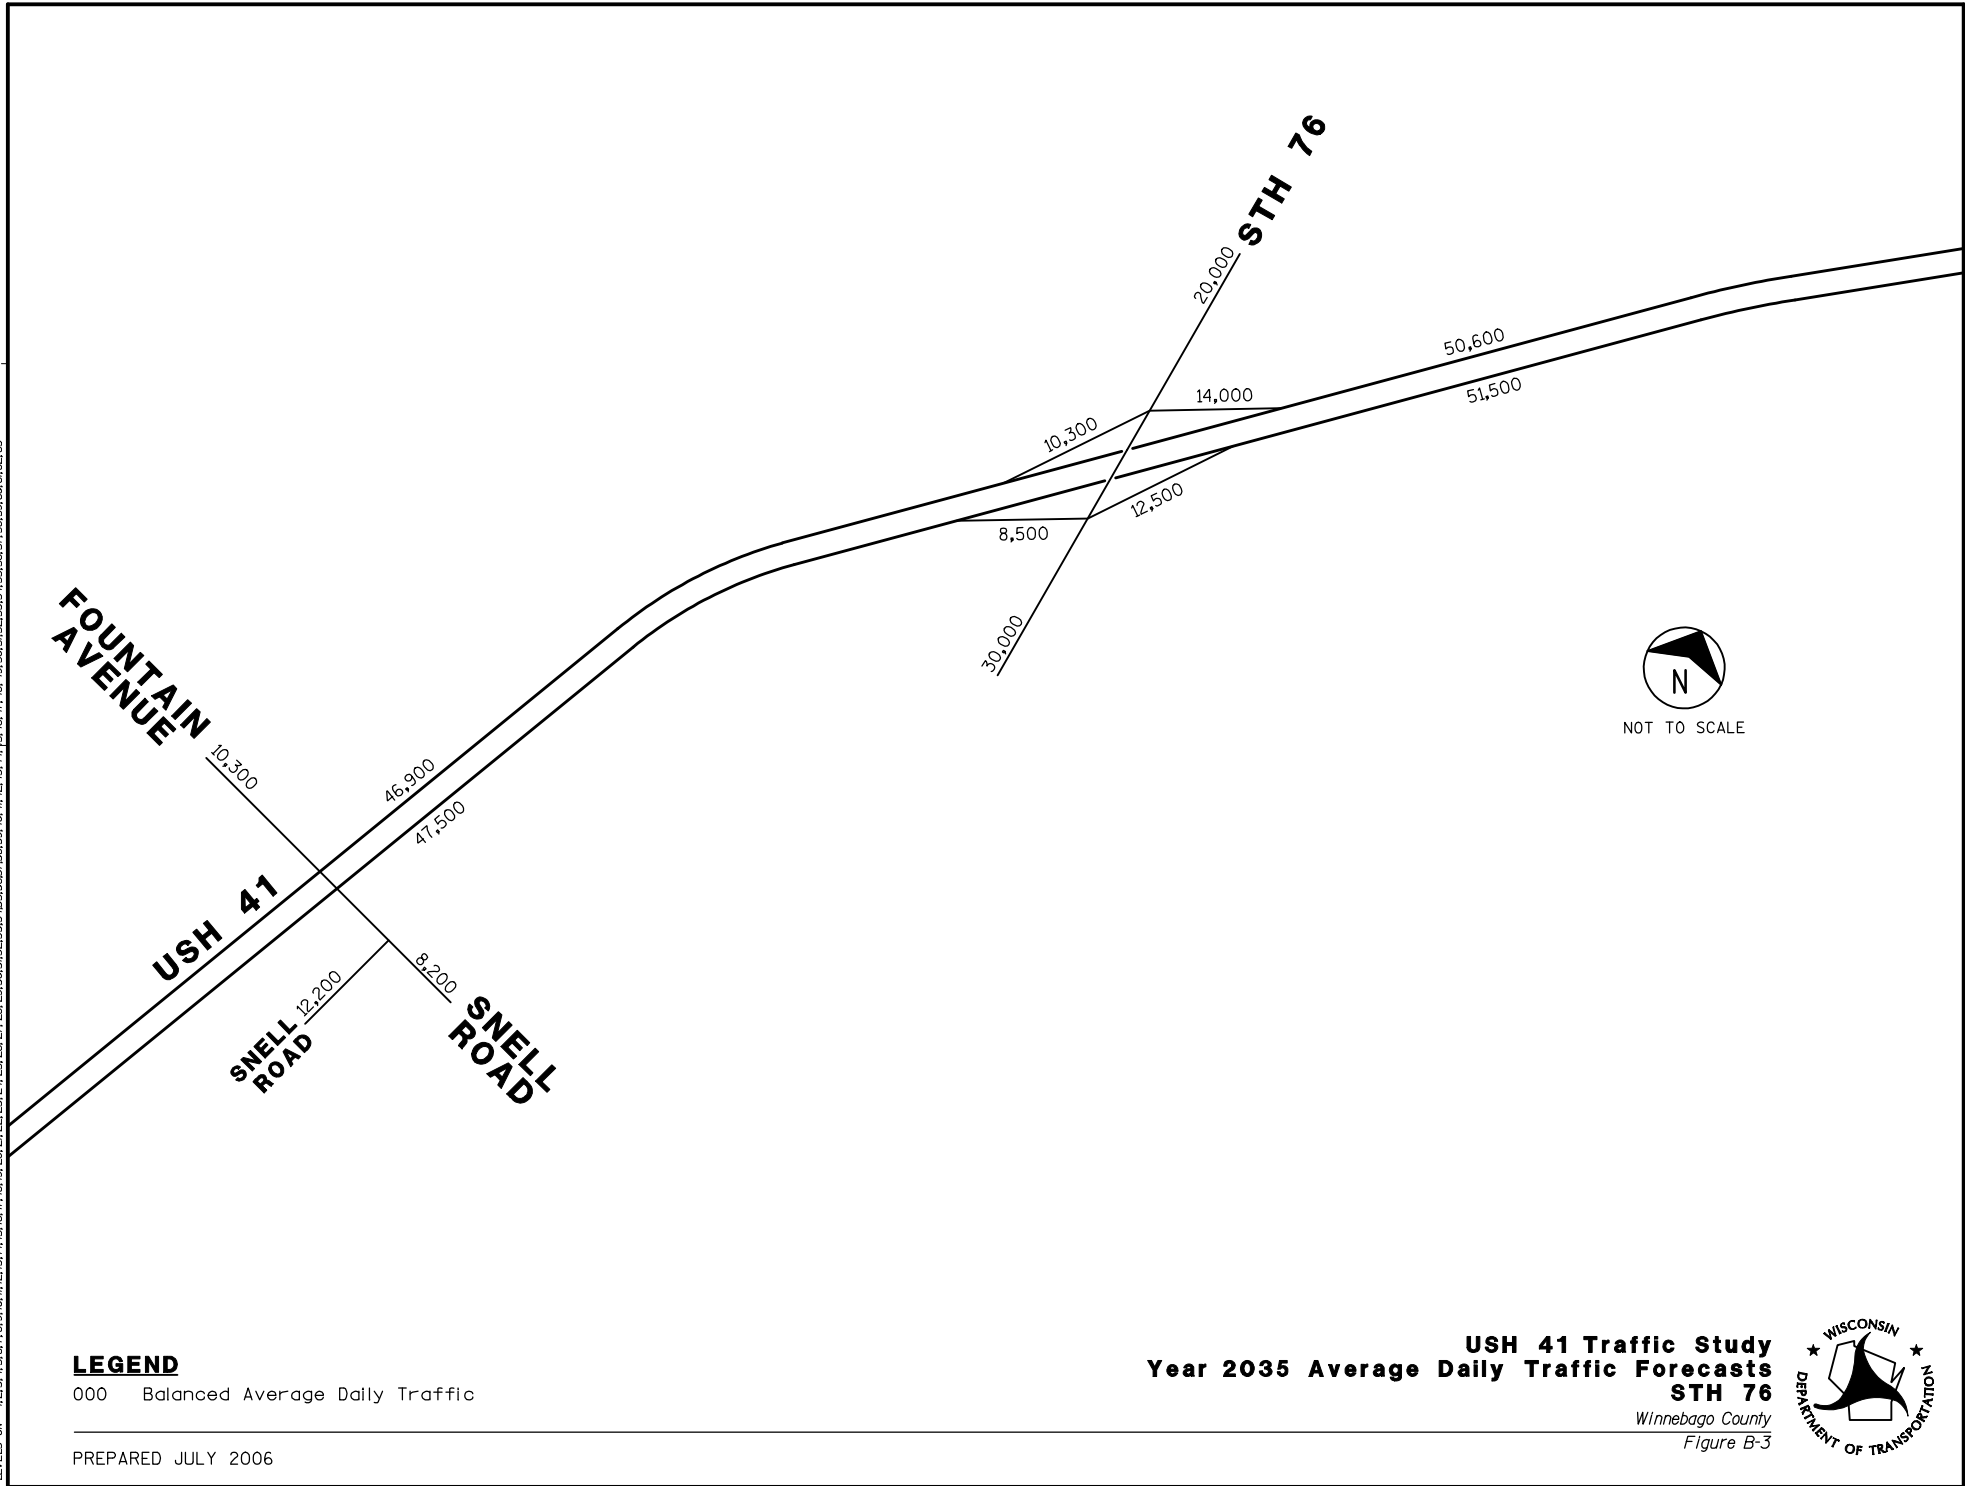 STH 76
20,000
50,600
51,500
14,000
10,300
12,500
8,500
30,000
FOUNTAIN
AVENUE
10,300
46,900
47,500
USH 41
8,200
12,200
SNELL
ROAD
SNELL
ROAD
N
NOT TO SCALE
LEGEND
000 Balanced Average Daily Traffic
PREPARED JULY 2006
USH 41 Traffic Study
Year 2035 Average Daily Traffic Forecasts
STH 76
Winnebago County
Figure B-3
WISCONSIN
DEPARTMENT OF TRANSPORTATION